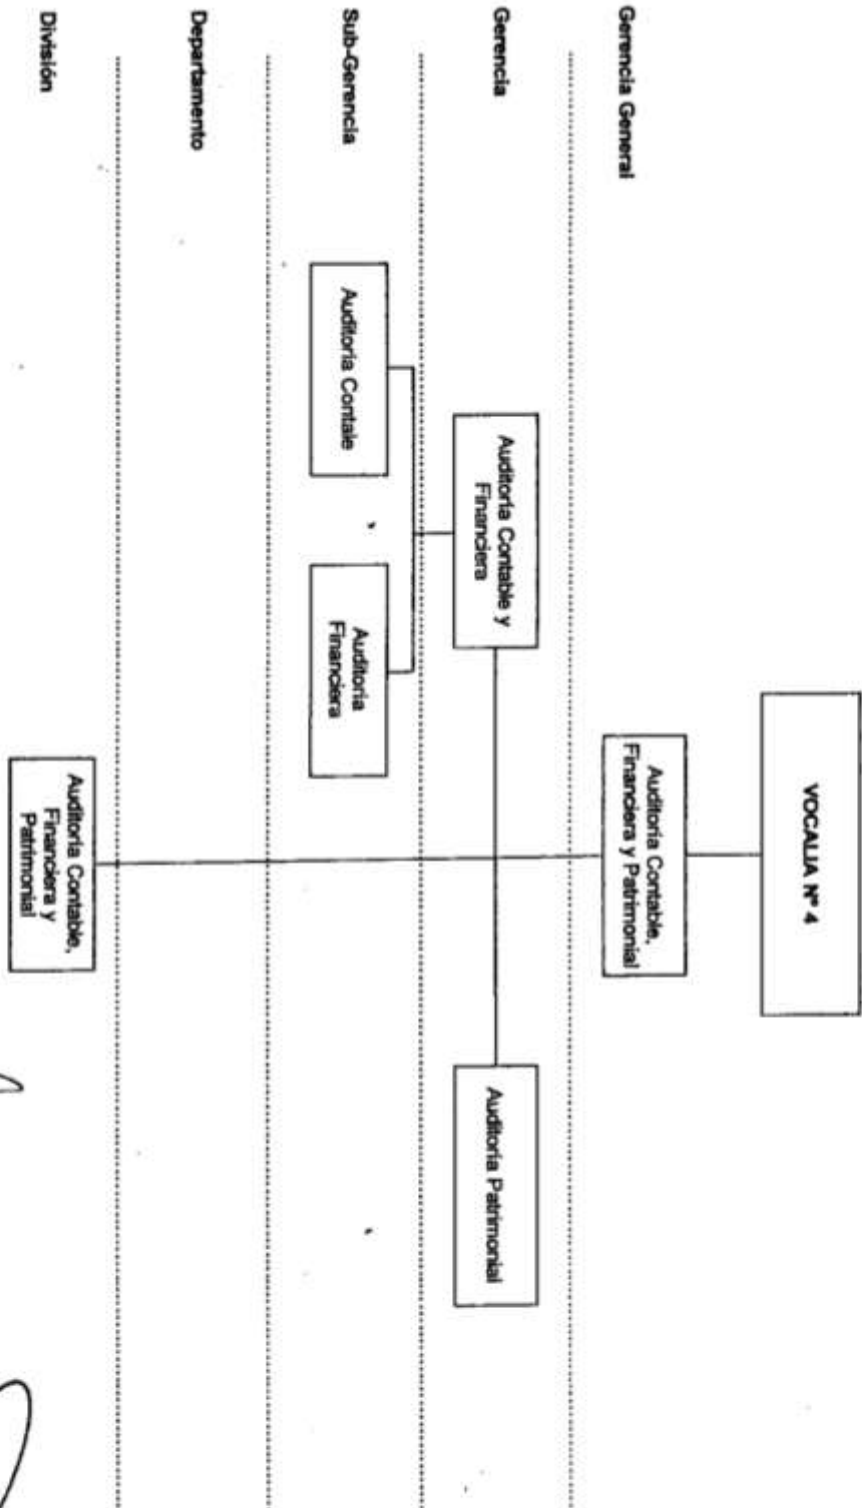 VOCALIA Nº 4
Gerencia General
Auditoría Contable,
Financiera y Patrimonial
Gerencia
Auditoría Contable y
Financiera
Auditoría Patrimonial
Sub-Gerencia
Auditoría Contale
Auditoría
Financiera
Departamento
División
Auditoría Contable,
Financiera y
Patrimonial